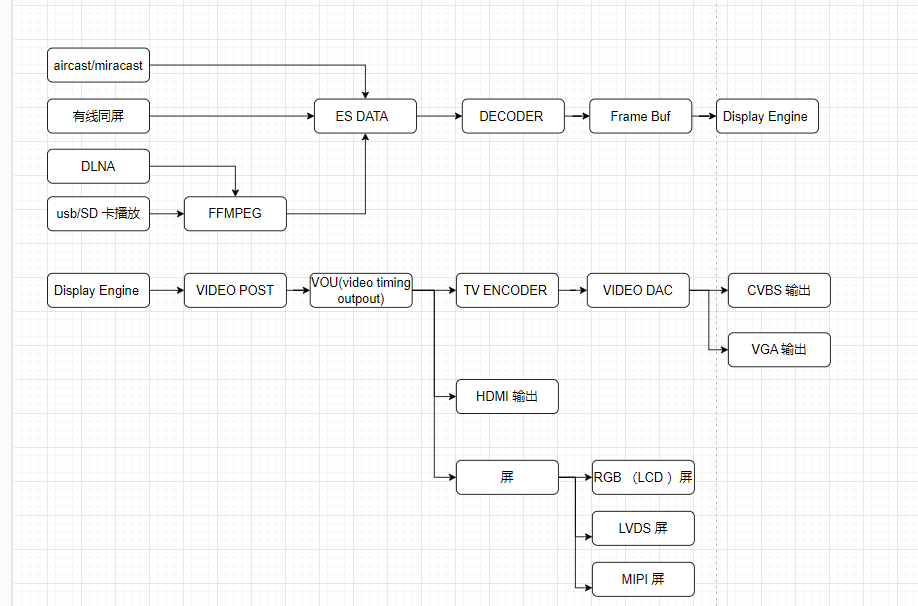 aircast/miracast
有线同屏
ES DATA
DECODER
Frame Buf
Display Engine
DLNA
usb/SD 卡播放
FFMPEG
Display Engine
VIDEO POST
VOU(video timing
outpout)
TV ENCODER
VIDEO DAC
CVBS 输出
VGA 输出
HDMI 输出
屏
RGB （LCD ）屏
LVDS 屏
MIPI 屏